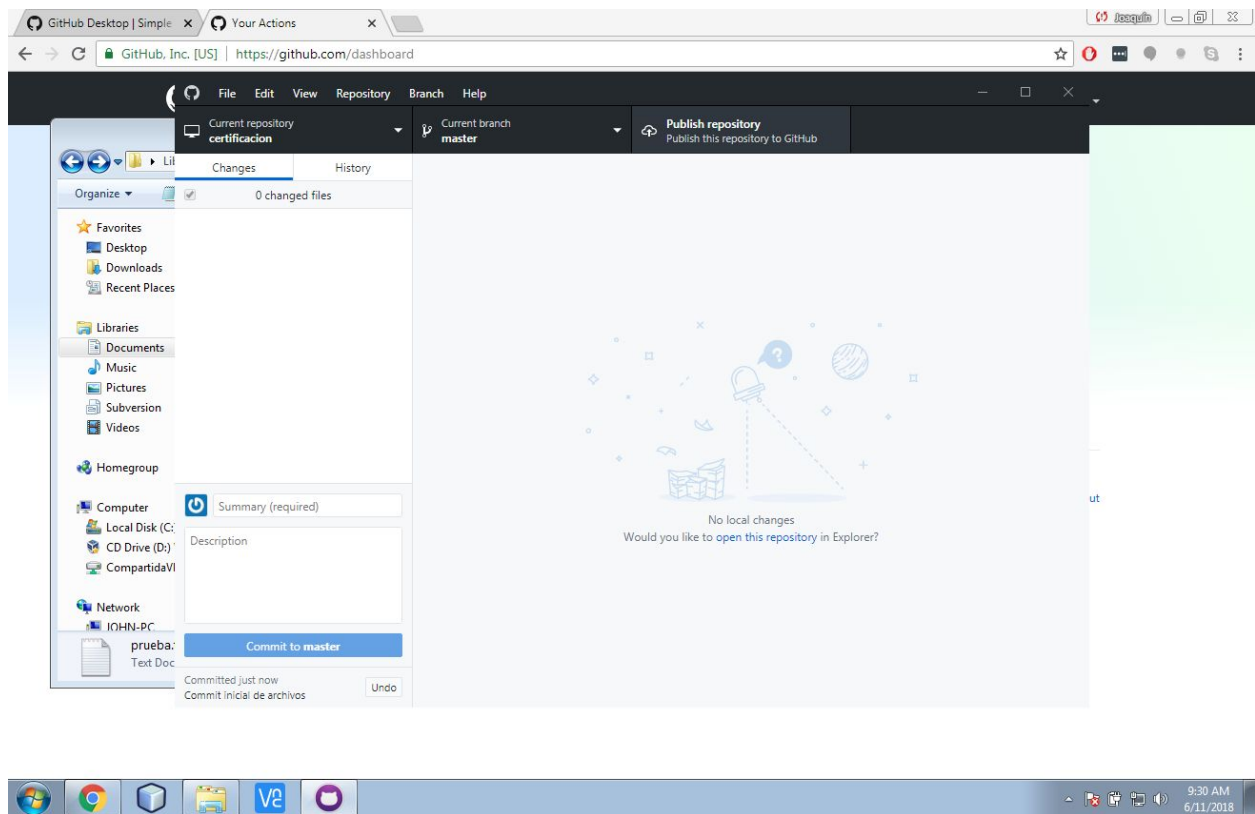 GitHub Desktop | Simple
Your Actions
Joaquín
GitHub, Inc. [US] | https://github.com/dashboard
File Edit View Repository Branch Help
Current repository
certificacion
Current branch
master
Publish repository
Publish this repository to GitHub
Changes History
0 changed files
Organize
Favorites
Desktop
Downloads
Recent Places
Libraries
Documents
Music
Pictures
Subversion
Videos
Homegroup
Computer
Local Disk (C:
CD Drive (D:)
CompartidaVI
Network
JOHN-PC
prueba.
Text Doc
Summary (required)
Description
Commit to master
Committed just now
Commit inicial de archivos
Undo
No local changes
Would you like to open this repository in Explorer?
ut
9:30 AM
6/11/2018